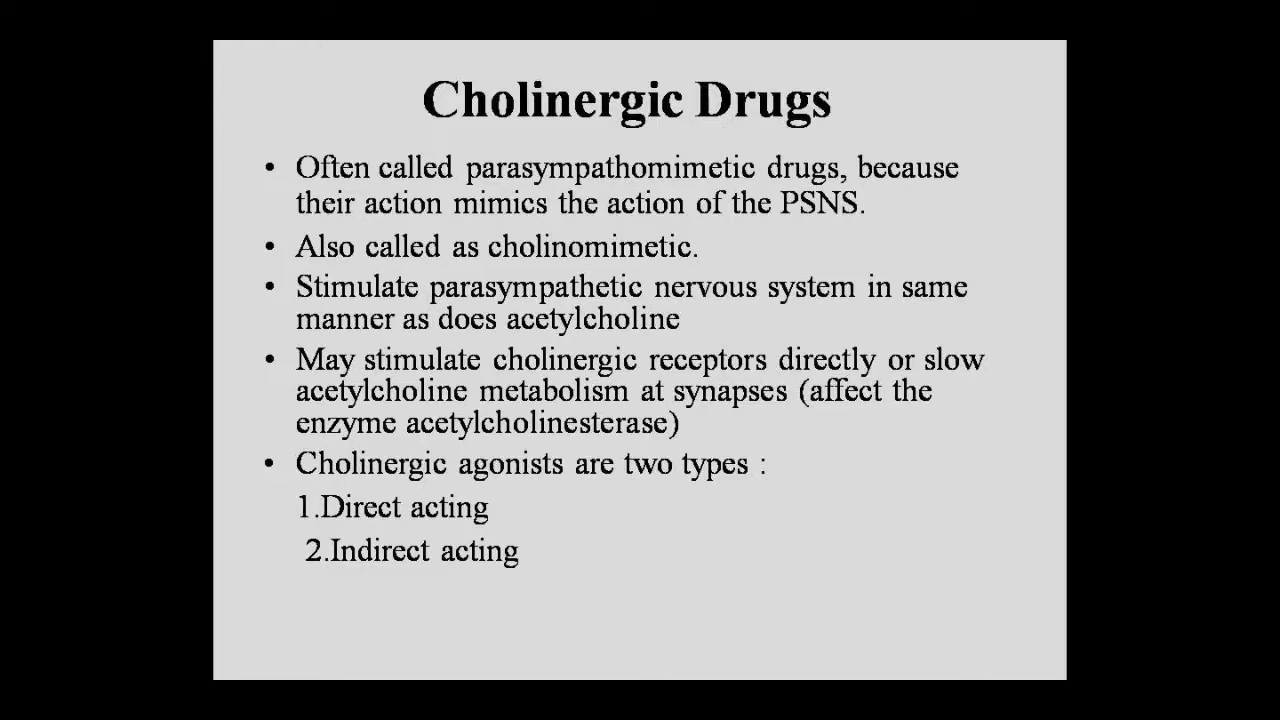 Cholinergic Drugs
• Often called parasympathomimetic drugs, because
their action mimics the action of the PSNS.
• Also called as cholinomimetic.
• Stimulate parasympathetic nervous system in same
manner as does acetylcholine
• May stimulate cholinergic receptors directly or slow
acetylcholine metabolism at synapses (affect the
enzyme acetylcholinesterase)
• Cholinergic agonists are two types :
1.Direct acting
2.Indirect acting